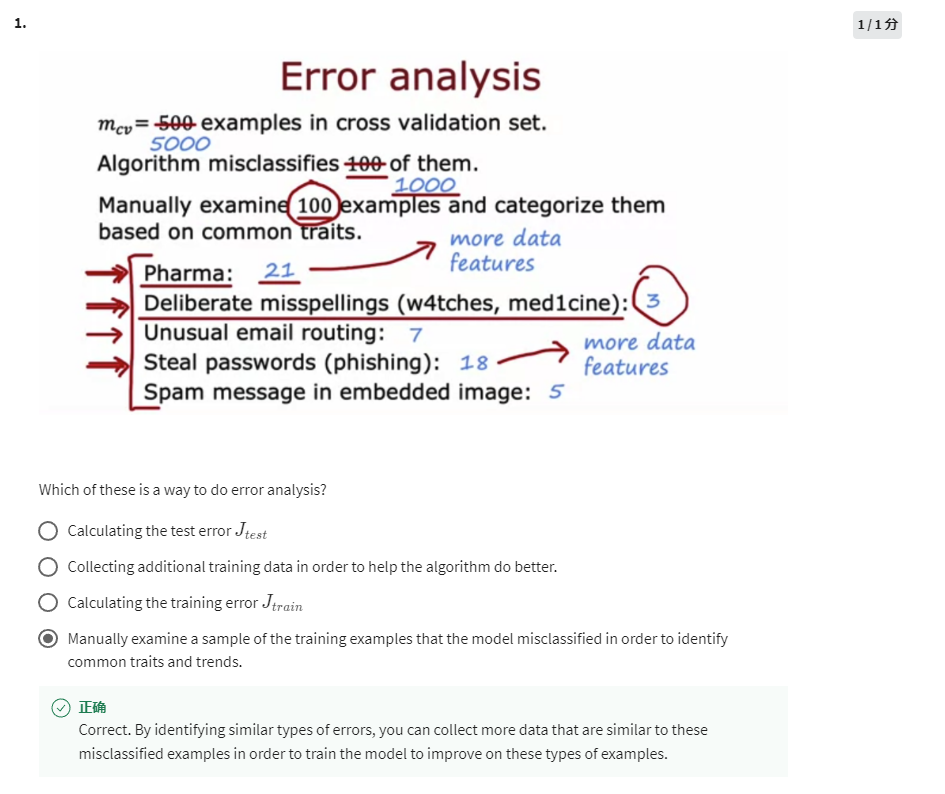 1.
1 / 1 分
Error analysis
m_cv = 500 examples in cross validation set.
5000
Algorithm misclassifies 100 of them.
1000
Manually examine 100 examples and categorize them
based on common traits.
more data
features
Pharma: 21
Deliberate misspellings (w4tches, med1cine): 3
Unusual email routing: 7
more data
Steal passwords (phishing): 18
features
Spam message in embedded image: 5
Which of these is a way to do error analysis?
Calculating the test error J_test
Collecting additional training data in order to help the algorithm do better.
Calculating the training error J_train
Manually examine a sample of the training examples that the model misclassified in order to identify
common traits and trends.
正确
Correct. By identifying similar types of errors, you can collect more data that are similar to these
misclassified examples in order to train the model to improve on these types of examples.